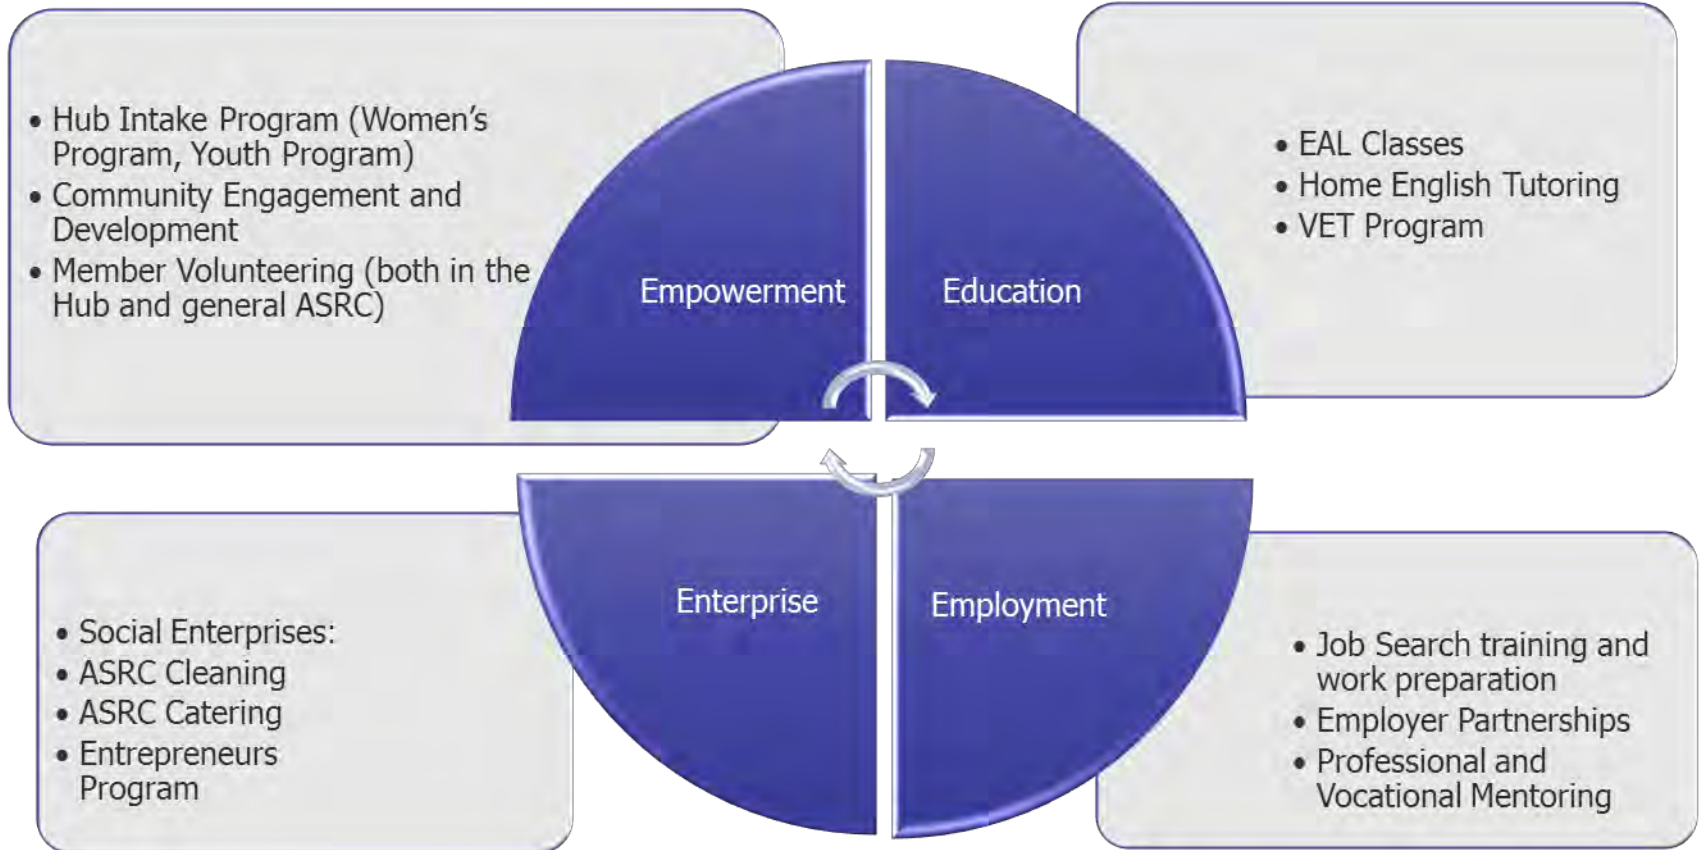 • Hub Intake Program (Women's
Program, Youth Program)
• Community Engagement and
Development
• Member Volunteering (both in the
Hub and general ASRC)
Empowerment
Education
• EAL Classes
• Home English Tutoring
• VET Program
• Social Enterprises:
• ASRC Cleaning
• ASRC Catering
• Entrepreneurs
Program
Enterprise
Employment
• Job Search training and
work preparation
• Employer Partnerships
• Professional and
Vocational Mentoring